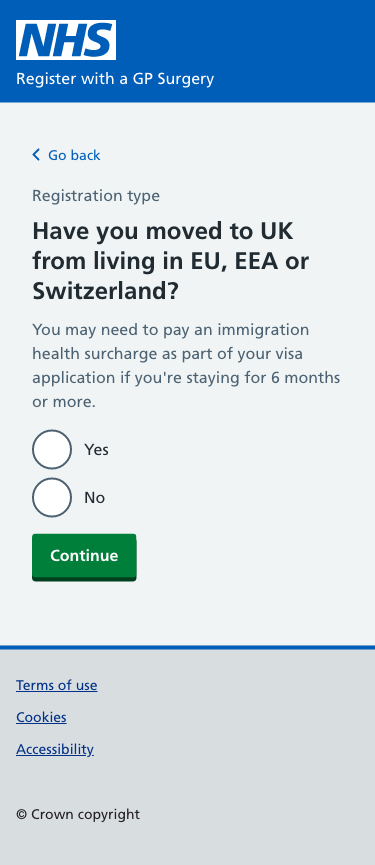 NHS
Register with a GP Surgery
Go back
Registration type
Have you moved to UK
from living in EU, EEA or
Switzerland?
You may need to pay an immigration
health surcharge as part of your visa
application if you're staying for 6 months
or more.
Yes
No
Continue
Terms of use
Cookies
Accessibility
© Crown copyright